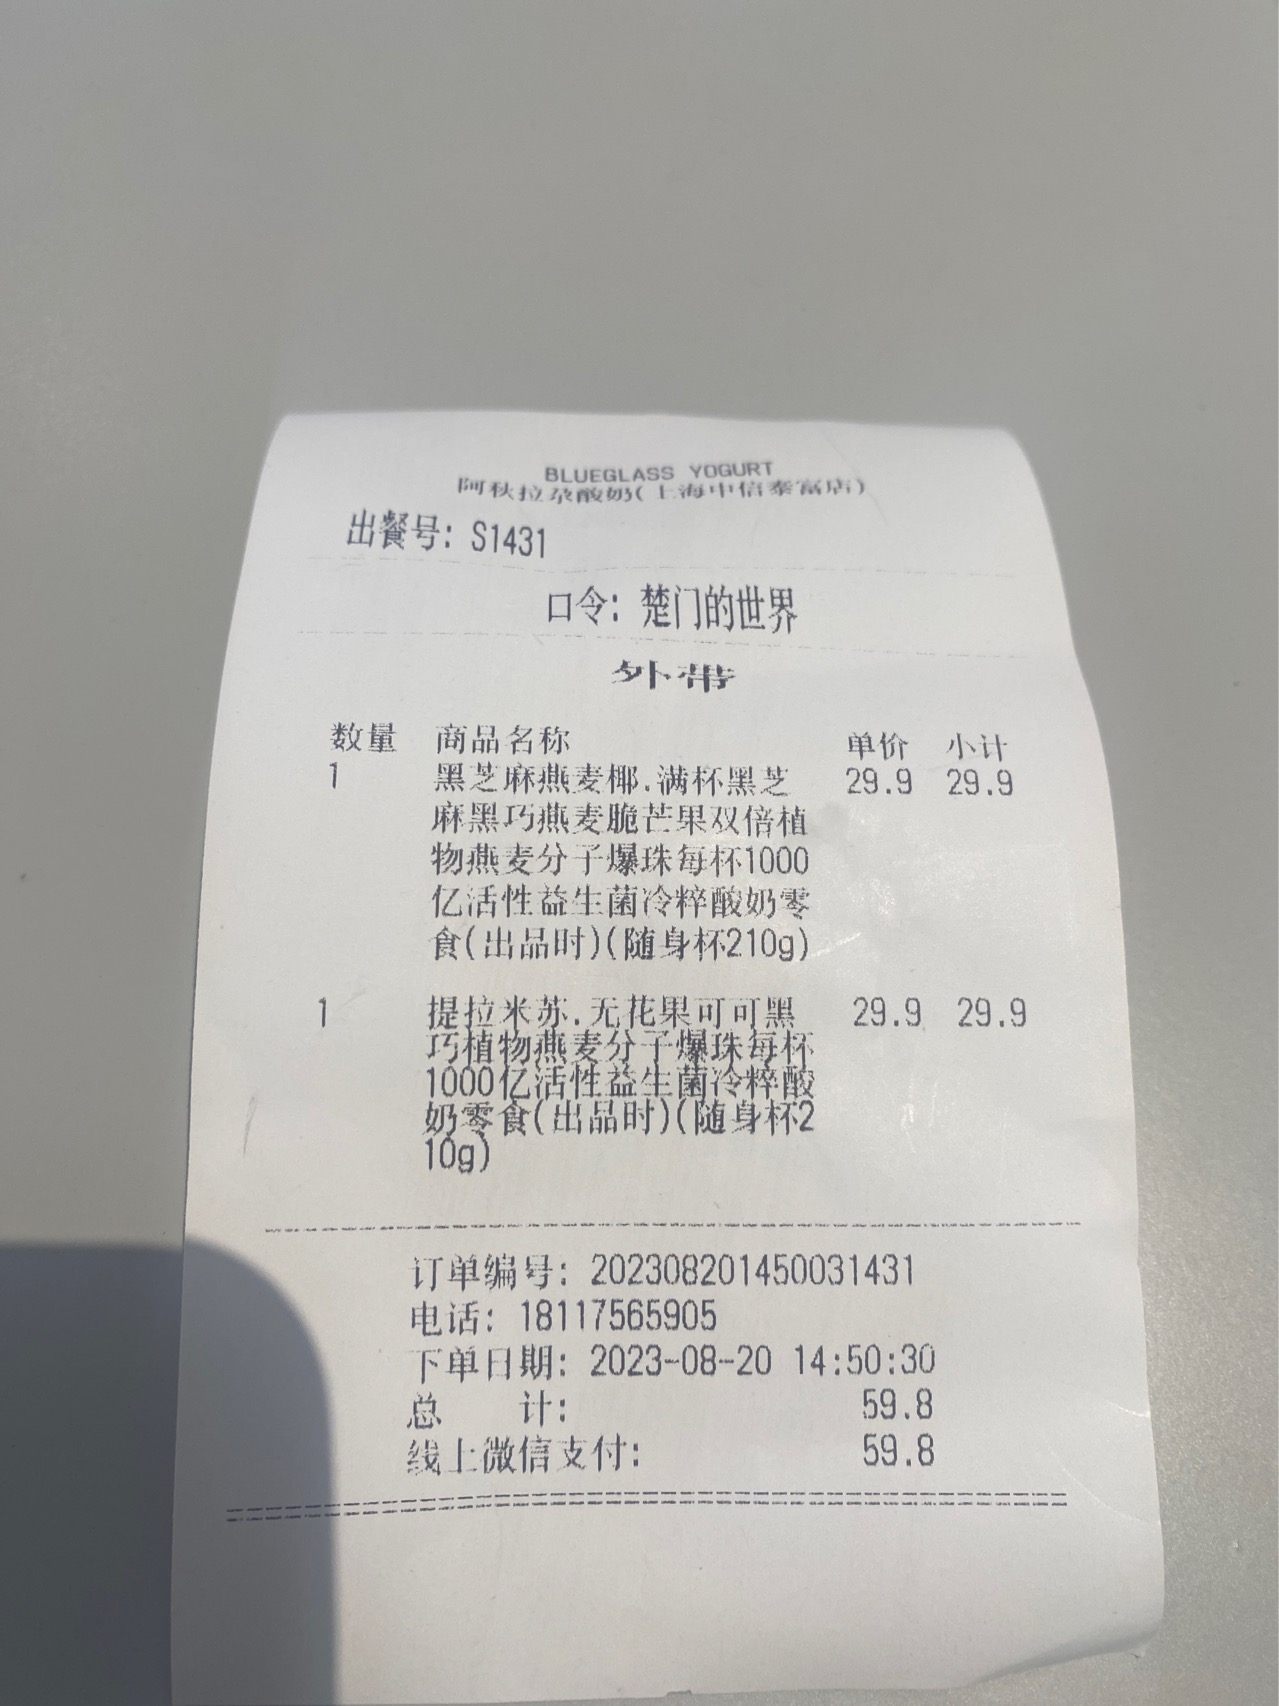 BLUEGLASS YOGURT
阿秋拉尕酸奶(上海中信泰富店)
出餐号: S1431
口令: 楚门的世界
外带
数量 商品名称 单价 小计
1 黑芝麻燕麦椰.满杯黑芝 29.9 29.9
麻黑巧燕麦脆芒果双倍植
物燕麦分子爆珠每杯1000
亿活性益生菌冷粹酸奶零
食(出品时)(随身杯210g)
1 提拉米苏.无花果可可黑 29.9 29.9
巧植物燕麦分子爆珠每杯
1000亿活性益生菌冷粹酸
奶零食(出品时)(随身杯2
10g)
订单编号: 202308201450031431
电话: 18117565905
下单日期: 2023-08-20 14:50:30
总 计: 59.8
线上微信支付: 59.8